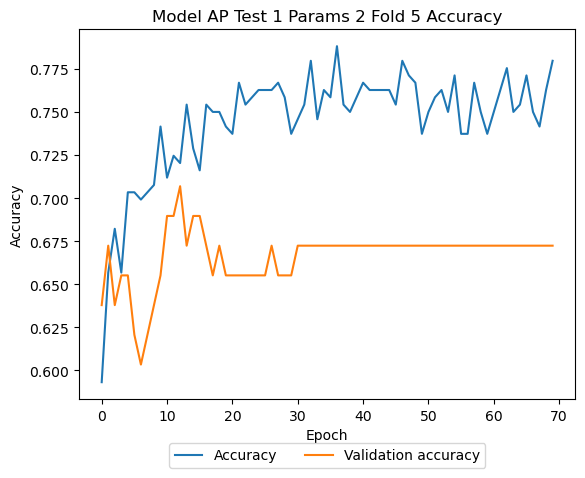 Model AP Test 1 Params 2 Fold 5 Accuracy
0.775
0.750
0.725
0.700
0.675
0.650
0.625
0.600
Accuracy
0 10 20 30 40 50 60 70
Epoch
Accuracy Validation accuracy